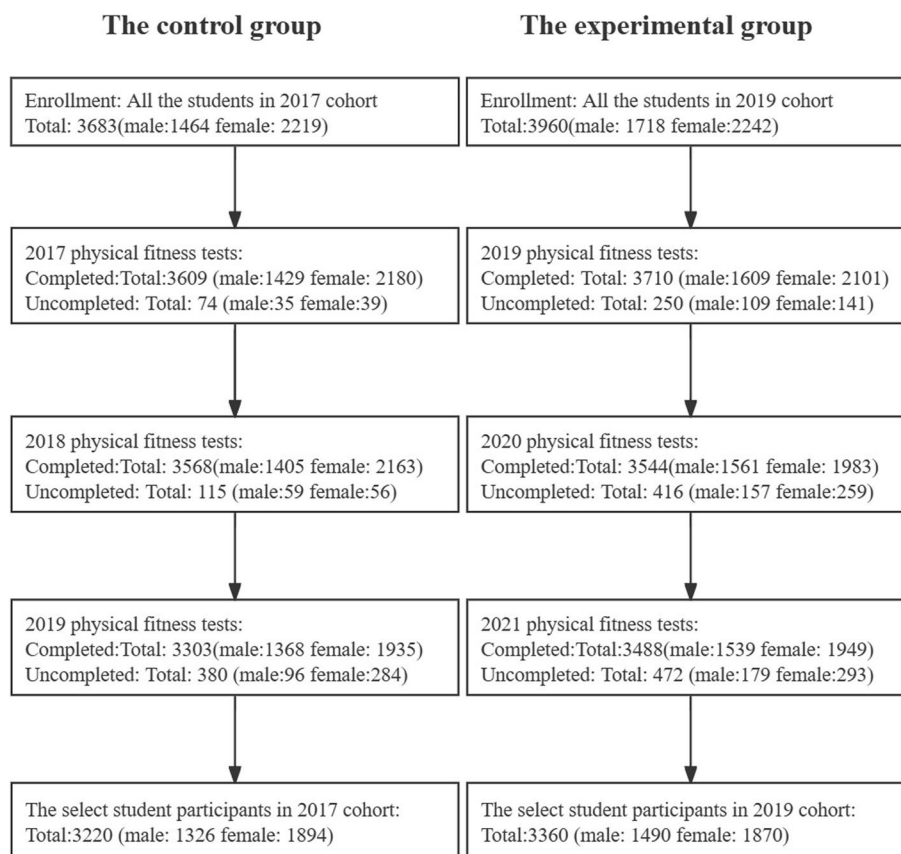 The control group
Enrollment: All the students in 2017 cohort
Total: 3683(male:1464 female: 2219)
2017 physical fitness tests:
Completed:Total:3609 (male:1429 female: 2180)
Uncompleted: Total: 74 (male:35 female:39)
2018 physical fitness tests:
Completed:Total: 3568(male:1405 female: 2163)
Uncompleted: Total: 115 (male:59 female:56)
2019 physical fitness tests:
Completed:Total: 3303(male:1368 female: 1935)
Uncompleted: Total: 380 (male:96 female:284)
The select student participants in 2017 cohort:
Total:3220 (male: 1326 female: 1894)
The experimental group
Enrollment: All the students in 2019 cohort
Total:3960(male: 1718 female:2242)
2019 physical fitness tests:
Completed: Total: 3710 (male:1609 female: 2101)
Uncompleted: Total: 250 (male:109 female:141)
2020 physical fitness tests:
Completed:Total: 3544(male:1561 female: 1983)
Uncompleted: Total: 416 (male:157 female:259)
2021 physical fitness tests:
Completed:Total:3488(male:1539 female: 1949)
Uncompleted: Total: 472 (male:179 female:293)
The select student participants in 2019 cohort:
Total:3360 (male: 1490 female: 1870)